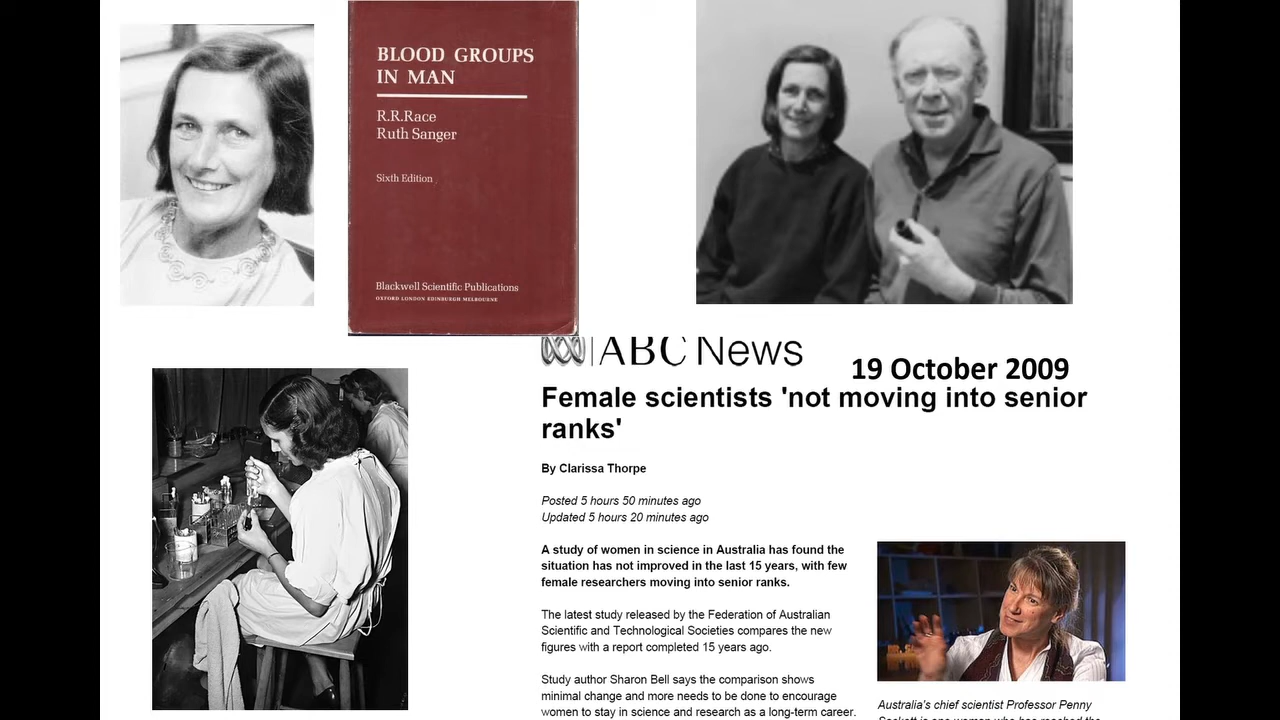 BLOOD GROUPS
IN MAN
R.R.Race
Ruth Sanger
Sixth Edition
Blackwell Scientific Publications
OXFORD LONDON EDINBURGH MELBOURNE
ABC News
19 October 2009
Female scientists 'not moving into senior
ranks'
By Clarissa Thorpe
Posted 5 hours 50 minutes ago
Updated 5 hours 20 minutes ago
A study of women in science in Australia has found the
situation has not improved in the last 15 years, with few
female researchers moving into senior ranks.
The latest study released by the Federation of Australian
Scientific and Technological Societies compares the new
figures with a report completed 15 years ago.
Study author Sharon Bell says the comparison shows
minimal change and more needs to be done to encourage
women to stay in science and research as a long-term career.
Australia's chief scientist Professor Penny